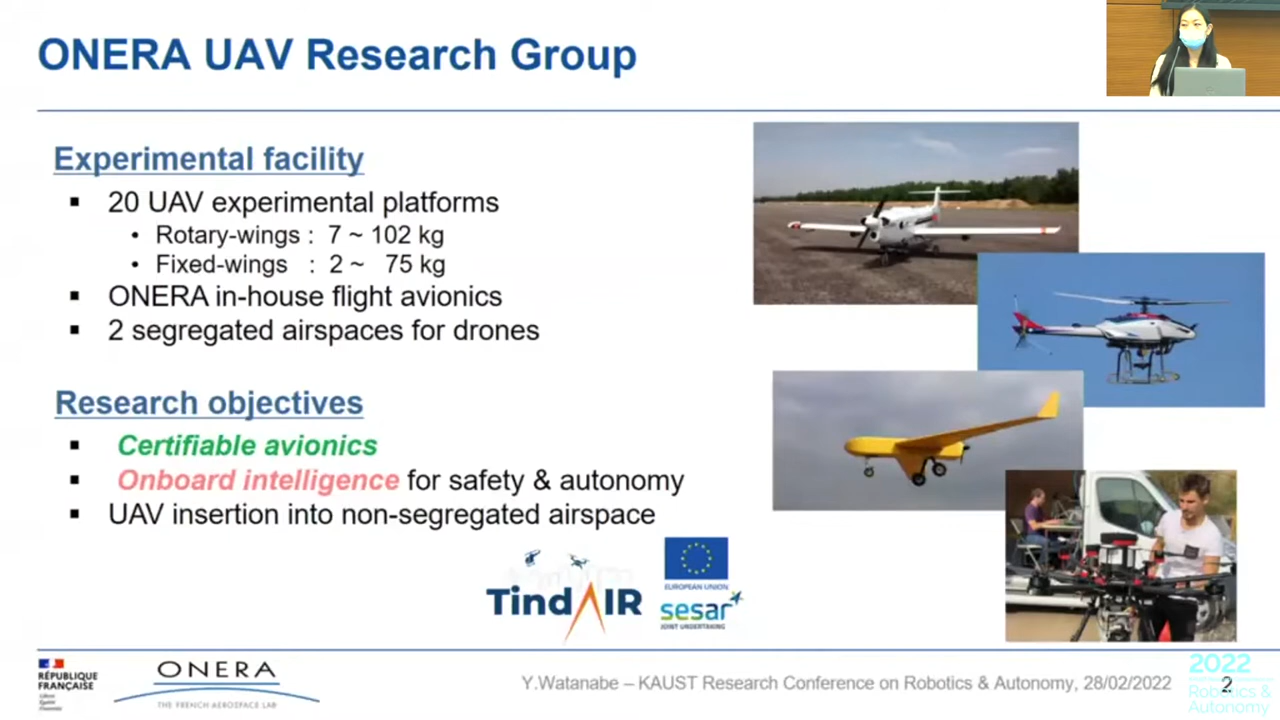 ONERA UAV Research Group
Experimental facility
20 UAV experimental platforms
Rotary-wings : 7 ~ 102 kg
Fixed-wings : 2 ~ 75 kg
ONERA in-house flight avionics
2 segregated airspaces for drones
Research objectives
Certifiable avionics
Onboard intelligence for safety & autonomy
UAV insertion into non-segregated airspace
TindAIR
EUROPEAN UNION
sesar
JOINT UNDERTAKING
RÉPUBLIQUE
FRANÇAISE
Liberté
Égalité
Fraternité
ONERA
THE FRENCH AEROSPACE LAB
Y.Watanabe – KAUST Research Conference on Robotics & Autonomy, 28/02/2022
2
2022
Robotics &
Autonomy